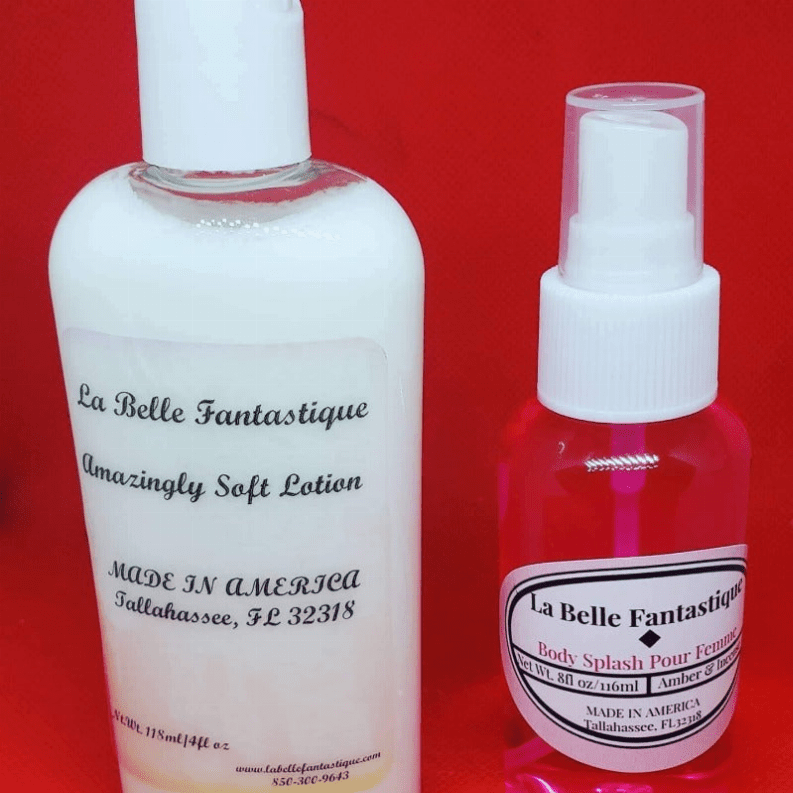 La Belle Fantastique
Amazingly Soft Lotion
MADE IN AMERICA
Tallahassee, FL 32318
Nt.Wt. 118ml/4fl oz
www.labellefantastique.com
850-300-9643
La Belle Fantastique
Body Splash Pour Femme
Net Wt. 8fl oz/116ml
Amber &
MADE IN AMERICA
Tallahassee, FL32318